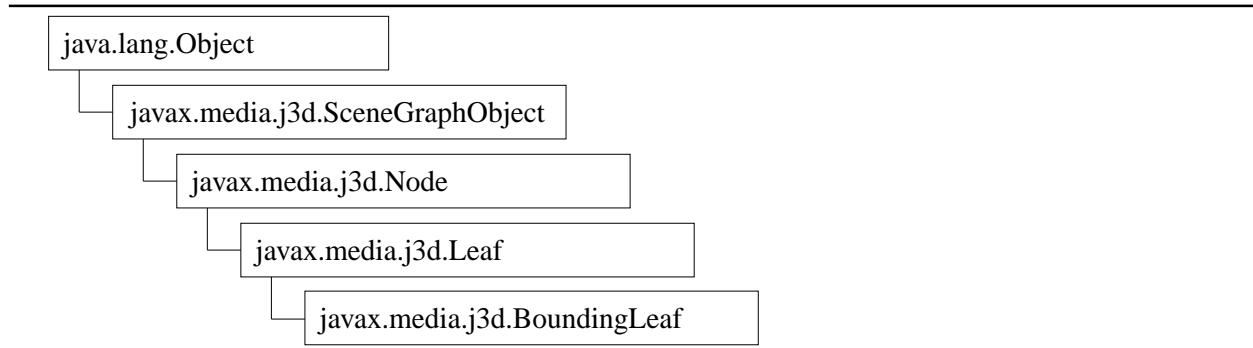 java.lang.Object
javax.media.j3d.SceneGraphObject
javax.media.j3d.Node
javax.media.j3d.Leaf
javax.media.j3d.BoundingLeaf